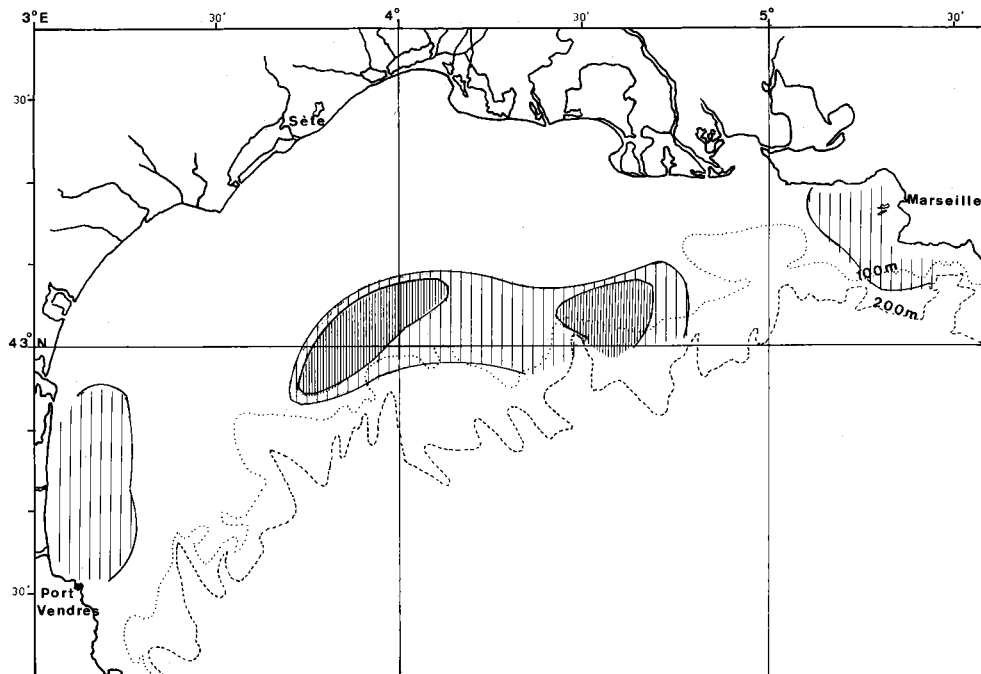 3° E
30'
4°
30'
5°
30'
30'
Sète
Marseille
100m
200m
43° N
30'
Port
Vendres